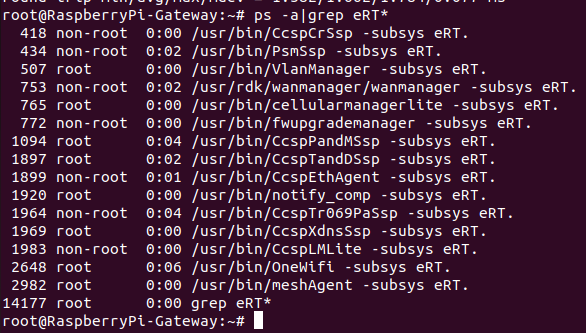 root@RaspberryPi-Gateway:~# ps -a|grep eRT*
418 non-root 0:00 /usr/bin/CcspCrSsp -subsys eRT.
434 non-root 0:02 /usr/bin/PsmSsp -subsys eRT.
507 root 0:00 /usr/bin/VlanManager -subsys eRT.
753 non-root 0:02 /usr/rdk/wanmanager/wanmanager -subsys eRT.
765 root 0:00 /usr/bin/cellularmanagerlite -subsys eRT.
772 non-root 0:00 /usr/bin/fwupgrademanager -subsys eRT.
1094 root 0:04 /usr/bin/CcspPandMSsp -subsys eRT.
1897 root 0:02 /usr/bin/CcspTandDSsp -subsys eRT.
1899 non-root 0:01 /usr/bin/CcspEthAgent -subsys eRT.
1920 root 0:00 /usr/bin/notify_comp -subsys eRT.
1964 non-root 0:04 /usr/bin/CcspTr069PaSsp -subsys eRT.
1969 root 0:00 /usr/bin/CcspXdnsSsp -subsys eRT.
1983 non-root 0:00 /usr/bin/CcspLMLite -subsys eRT.
2648 root 0:06 /usr/bin/OneWifi -subsys eRT.
2982 root 0:00 /usr/bin/meshAgent -subsys eRT.
14177 root 0:00 grep eRT*
root@RaspberryPi-Gateway:~#